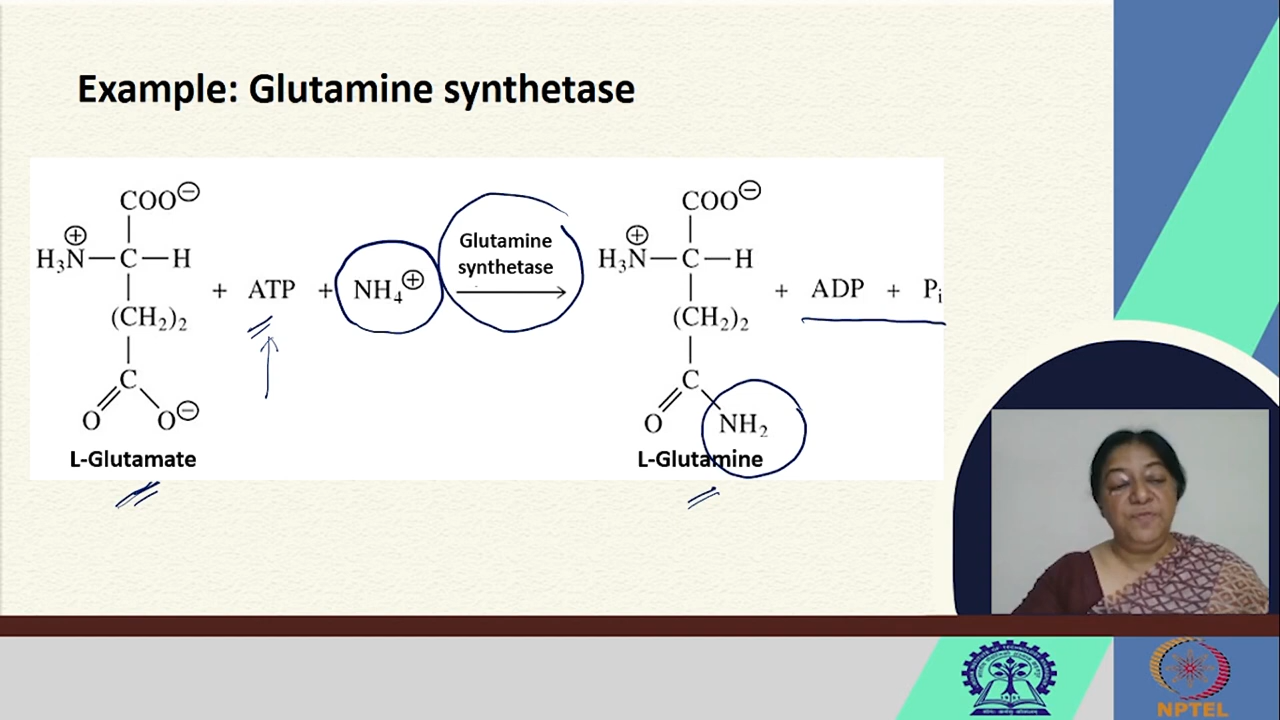 Example: Glutamine synthetase
COO⊖
⊕
H₃N—C—H
(CH₂)₂
C
O O⊖
L-Glutamate
+ ATP + NH₄⊕
Glutamine
synthetase
COO⊖
⊕
H₃N—C—H
(CH₂)₂
C
O NH₂
L-Glutamine
+ ADP + Pᵢ
NPTEL